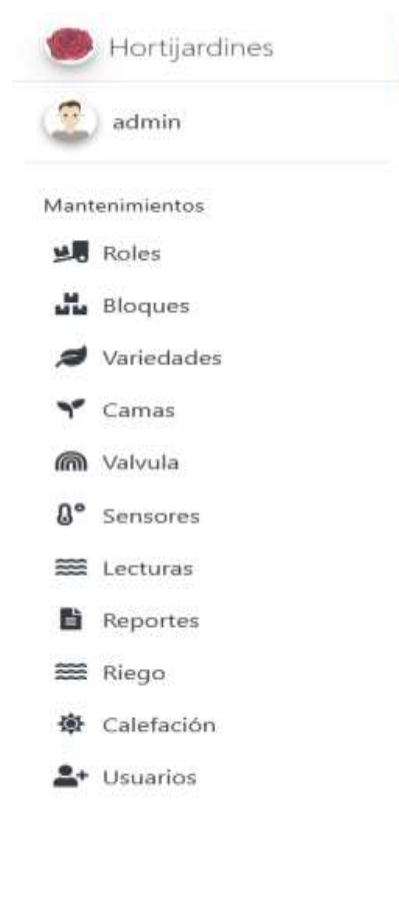 Hortijardines
admin
Mantenimientos
Roles
Bloques
Variedades
Camas
Valvula
Sensores
Lecturas
Reportes
Riego
Calefación
Usuarios